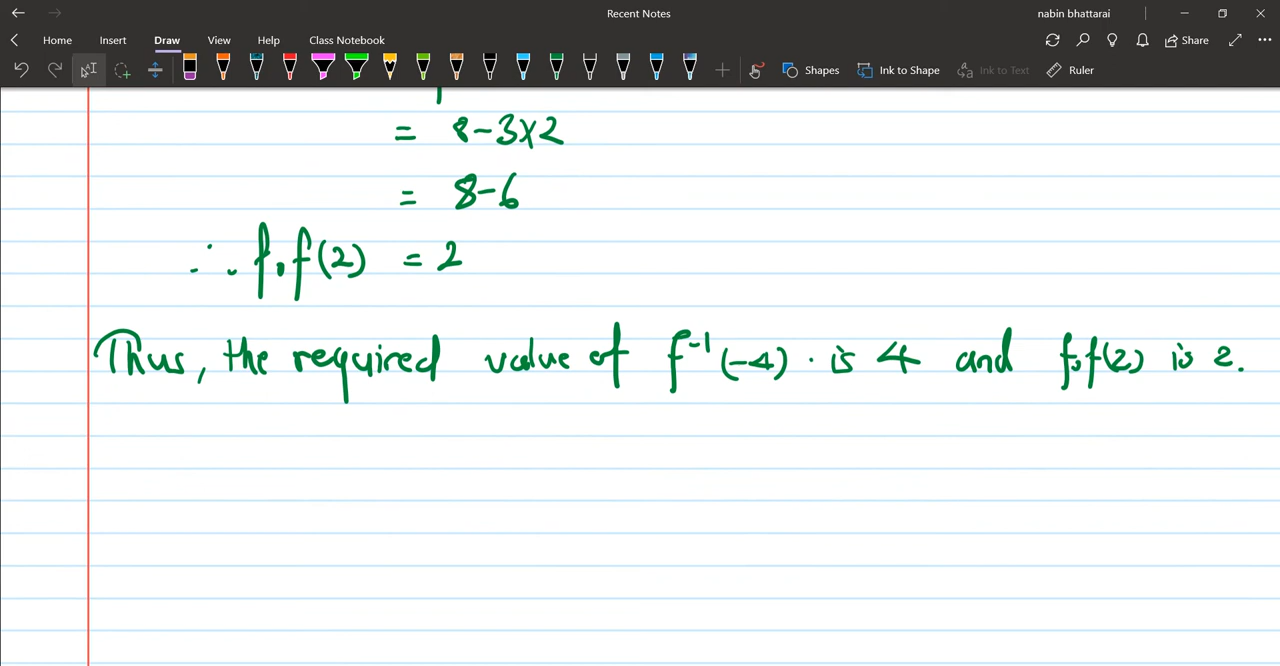 Recent Notes
nabin bhattarai
Home Insert Draw View Help Class Notebook
Share
Shapes Ink to Shape Ink to Text Ruler
= 8-3×2
= 8-6
∴ f∘f(2) = 2
Thus, the required value of f⁻¹(-4) . is 4 and f∘f(2) is 2.